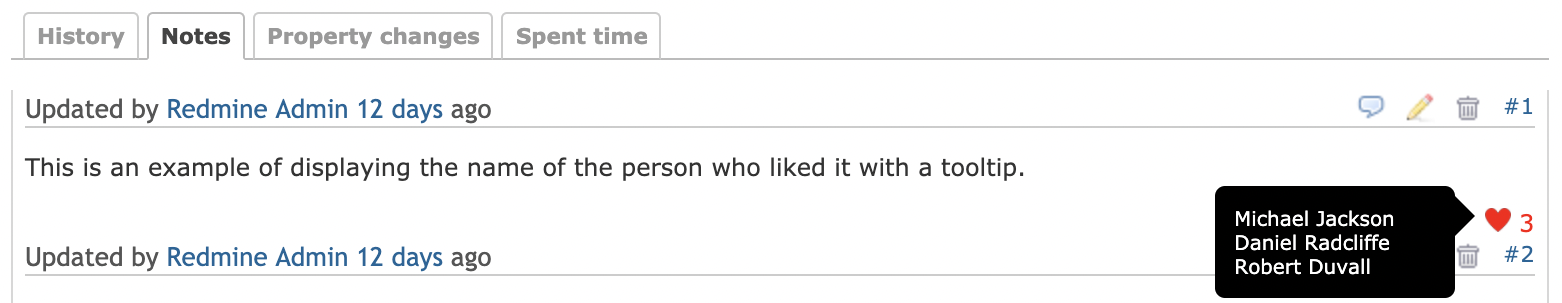 History Notes Property changes Spent time
Updated by Redmine Admin 12 days ago #1
This is an example of displaying the name of the person who liked it with a tooltip.
Michael Jackson
Daniel Radcliffe
Robert Duvall
3
Updated by Redmine Admin 12 days ago #2